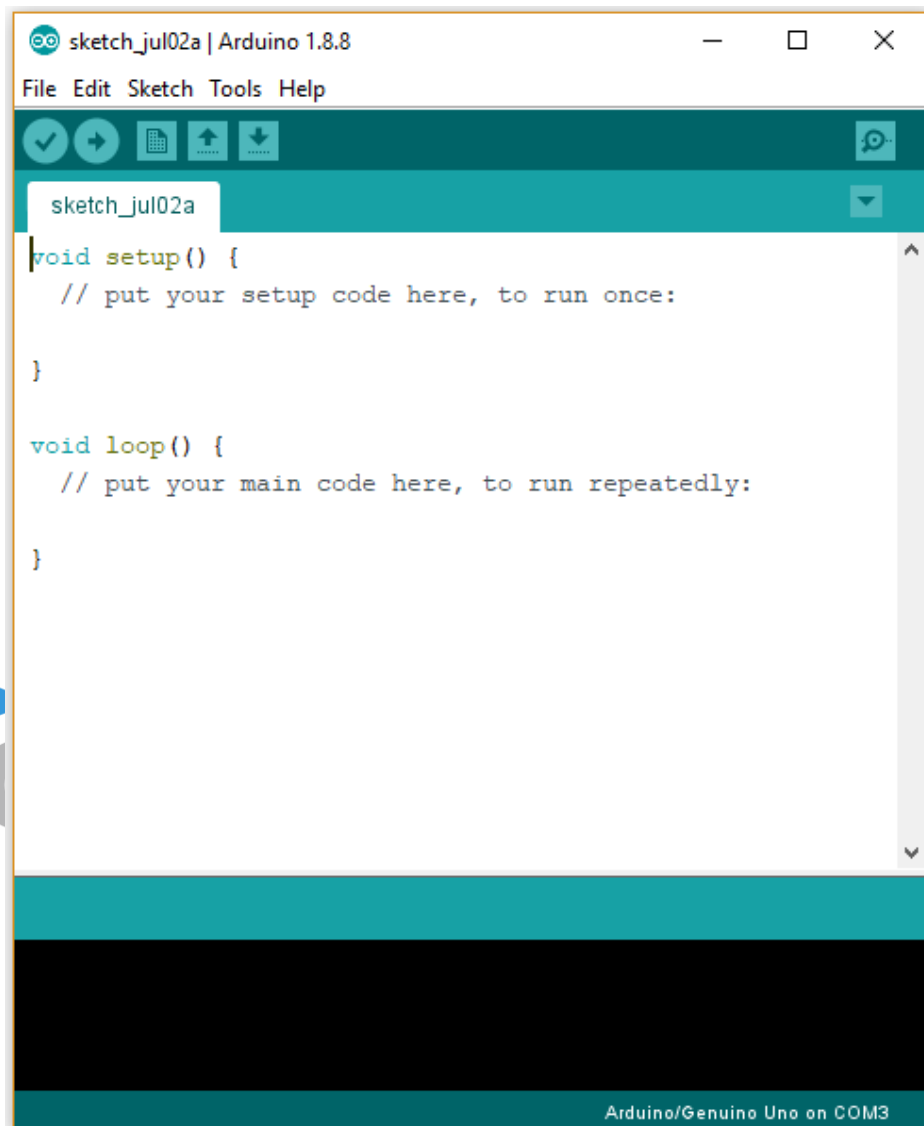 sketch_jul02a | Arduino 1.8.8
File Edit Sketch Tools Help
sketch_jul02a
void setup() {
  // put your setup code here, to run once:

}

void loop() {
  // put your main code here, to run repeatedly:

}
Arduino/Genuino Uno on COM3